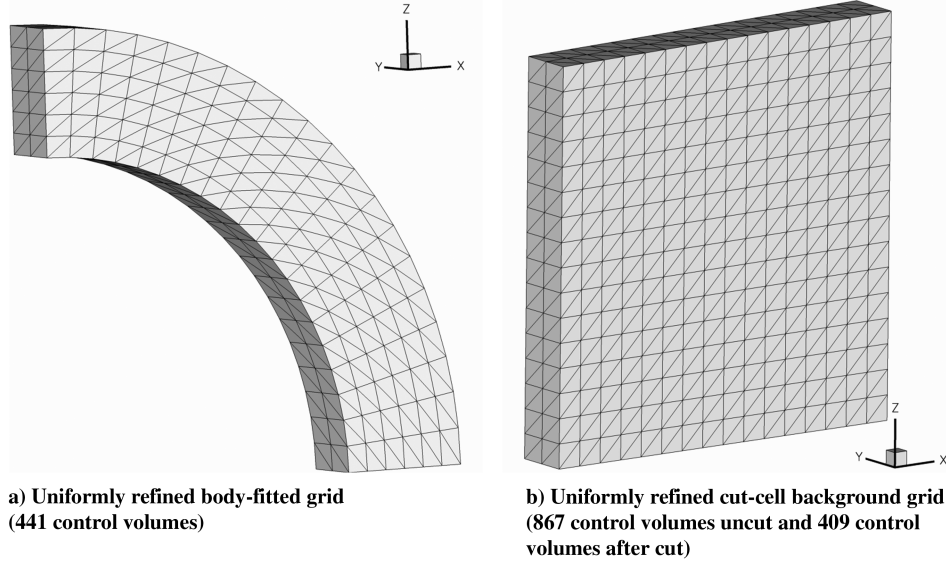 Z
Y
X
Z
Y
X
a) Uniformly refined body-fitted grid
(441 control volumes)
b) Uniformly refined cut-cell background grid
(867 control volumes uncut and 409 control
volumes after cut)